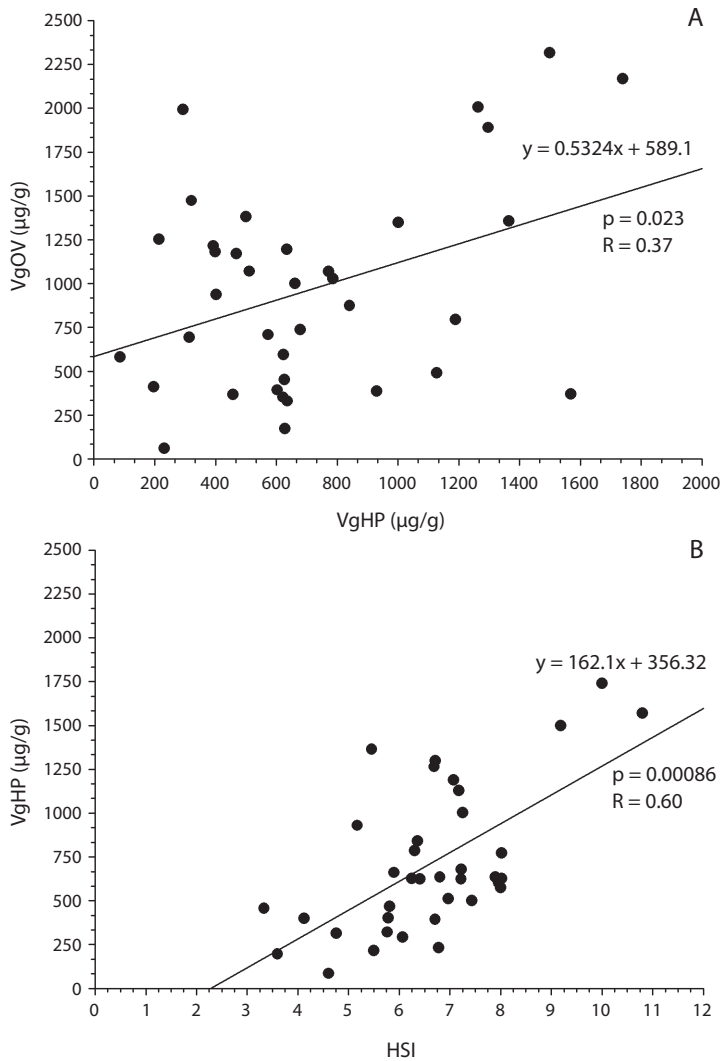 A
2500
2250
2000
1750
1500
1250
1000
750
500
250
0
VgOV (µg/g)
y = 0.5324x + 589.1
p = 0.023
R = 0.37
0 200 400 600 800 1000 1200 1400 1600 1800 2000
VgHP (µg/g)
B
2500
2250
2000
1750
1500
1250
1000
750
500
250
0
VgHP (µg/g)
y = 162.1x + 356.32
p = 0.00086
R = 0.60
0 1 2 3 4 5 6 7 8 9 10 11 12
HSI